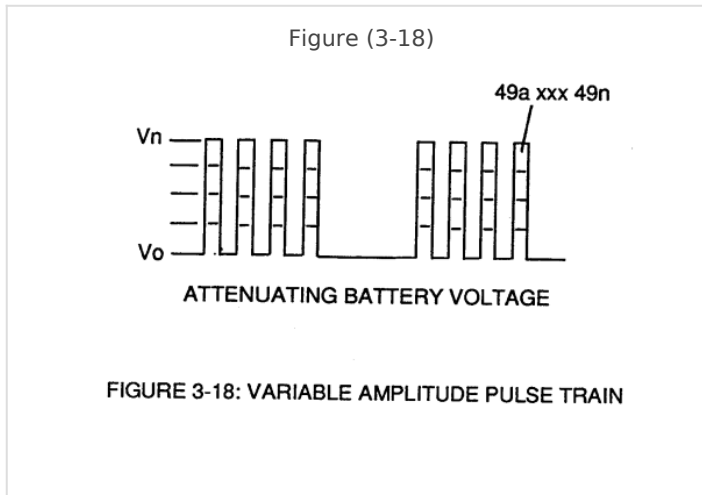 Figure (3-18)
49a xxx 49n
Vn
Vo
ATTENUATING BATTERY VOLTAGE
FIGURE 3-18: VARIABLE AMPLITUDE PULSE TRAIN